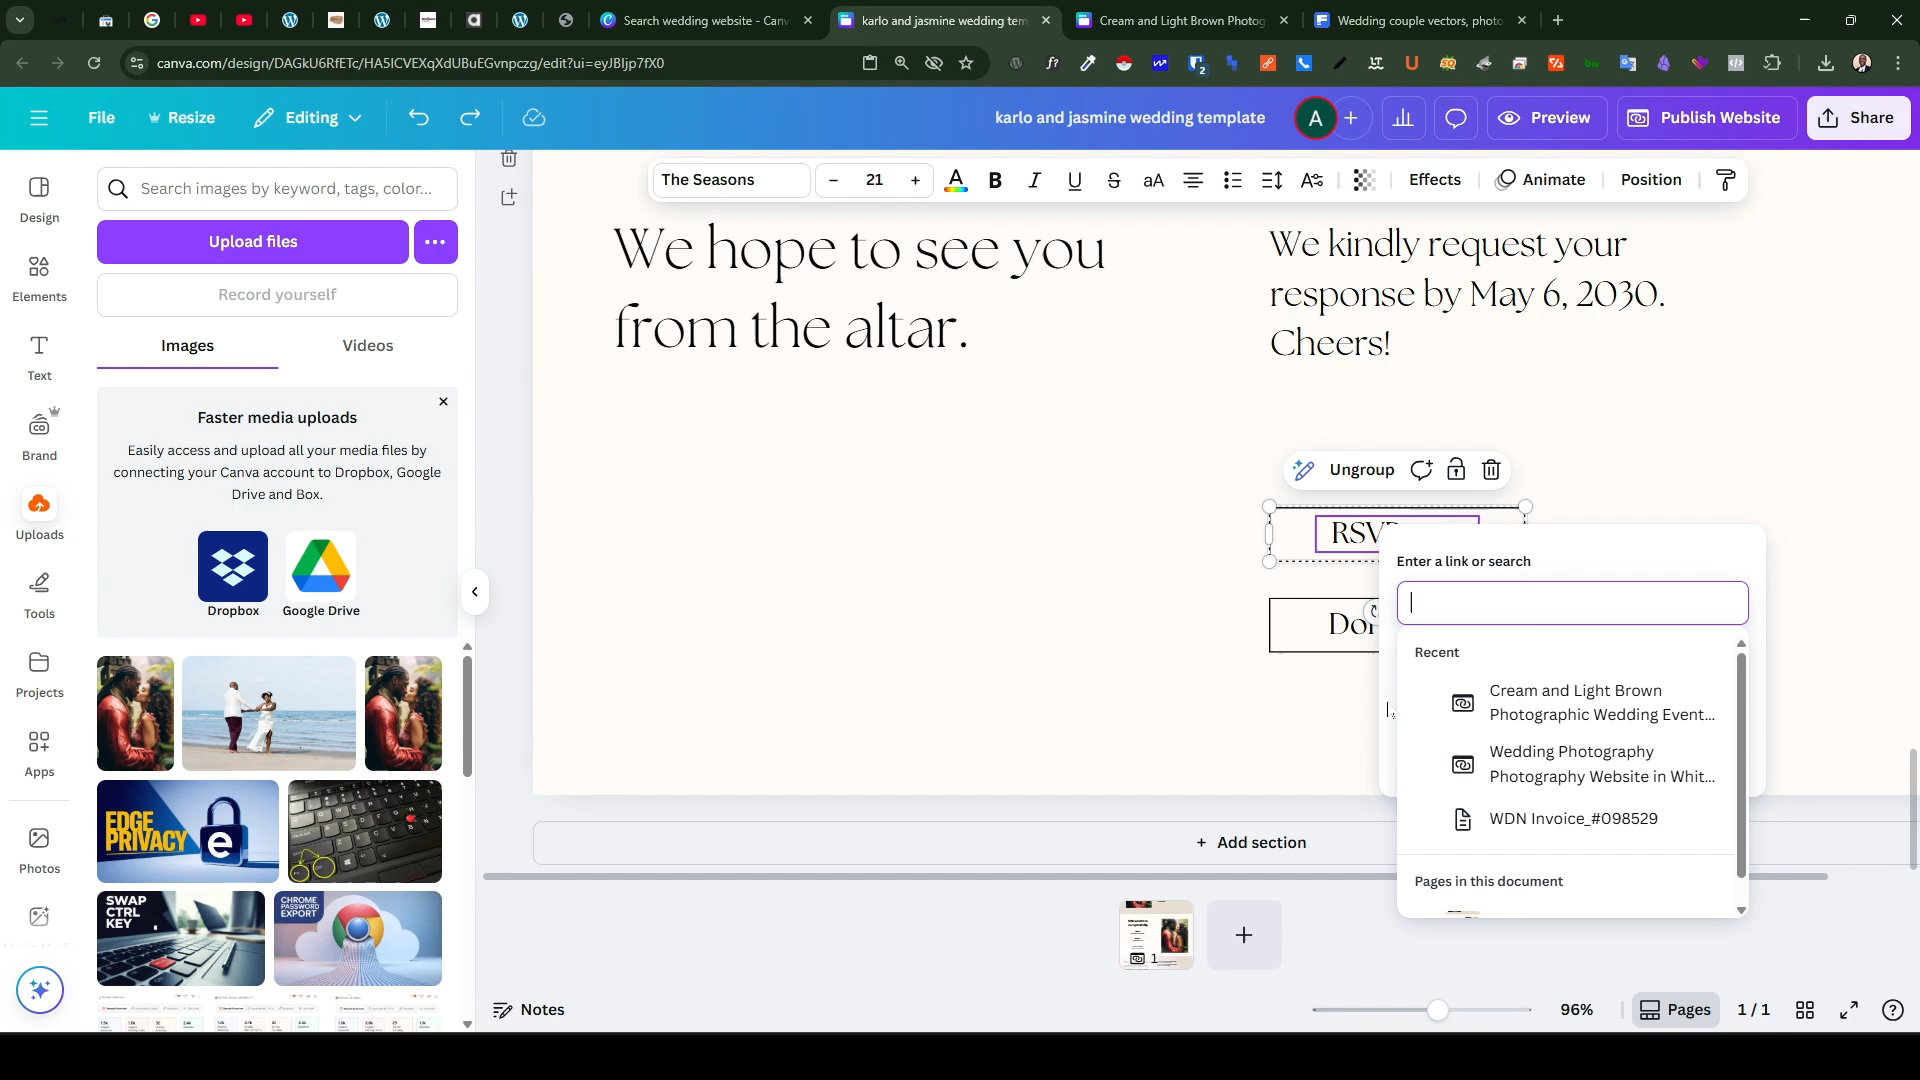 Search wedding website - Canv
karlo and jasmine wedding tem
Cream and Light Brown Photog
Wedding couple vectors, photo
canva.com/design/DAGkU6RfETc/HA5ICVEXqXdUBuEGvnpczg/edit?ui=eyJBIjp7fX0
2
File
Resize
Editing
karlo and jasmine wedding template
A
Preview
Publish Website
Share
Design
Elements
Text
Brand
Uploads
Tools
Projects
Apps
Photos
Search images by keyword, tags, color...
Upload files
Record yourself
Images
Videos
Faster media uploads
Easily access and upload all your media files by
connecting your Canva account to Dropbox, Google
Drive and Box.
Dropbox
Google Drive
EDGE
PRIVACY
SWAP
CTRL
KEY
CHROME
PASSWORD
EXPORT
The Seasons
21
A
B
I
U
S
aA
Effects
Animate
Position
We hope to see you
from the altar.
We kindly request your
response by May 6, 2030.
Cheers!
Ungroup
Enter a link or search
Recent
Cream and Light Brown
Photographic Wedding Event...
Wedding Photography
Photography Website in Whit...
WDN Invoice_#098529
Pages in this document
+ Add section
1
Notes
96%
Pages
1 / 1